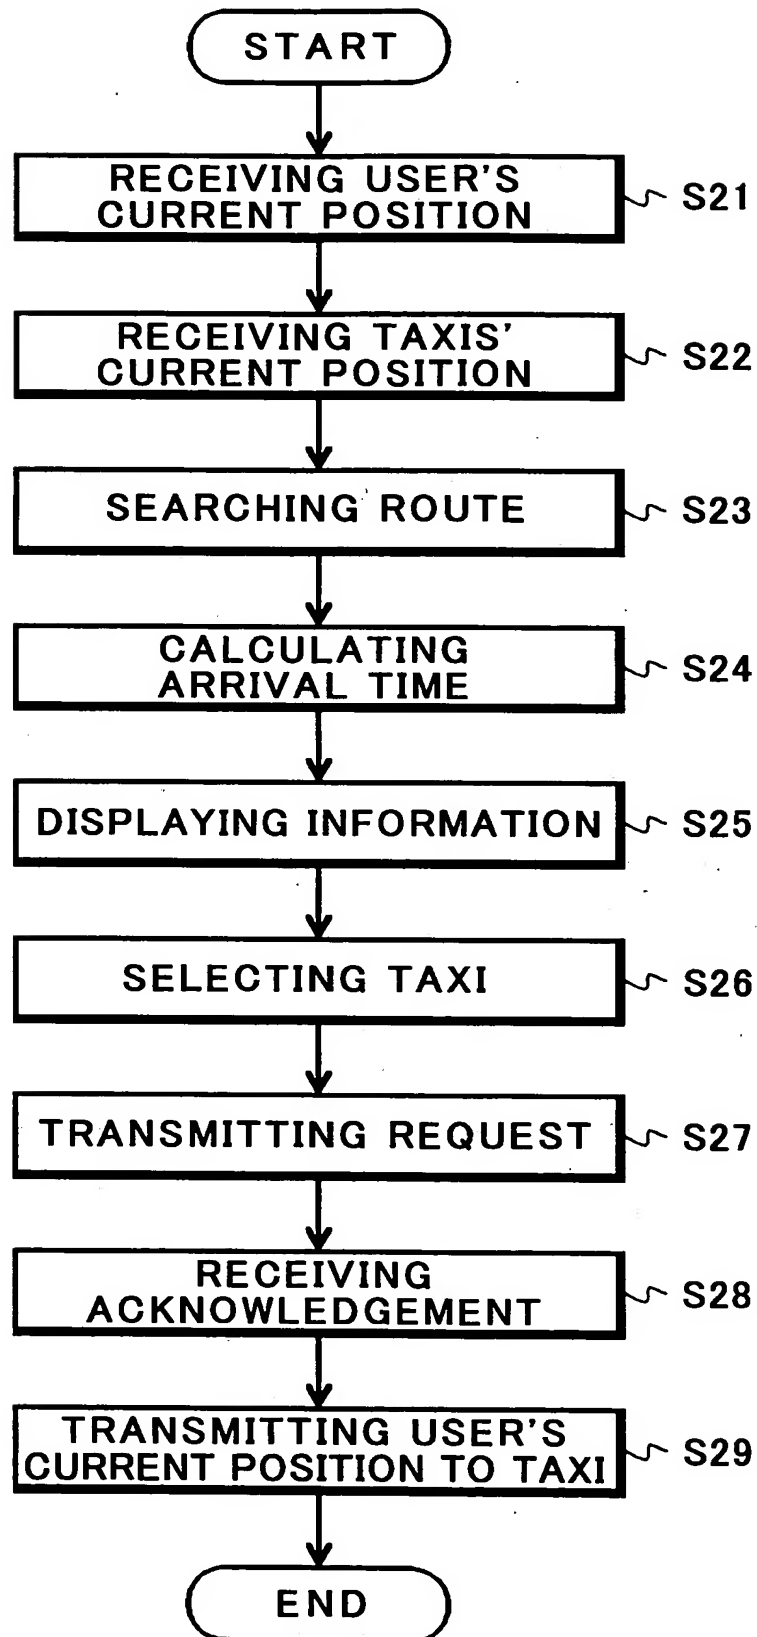 START
RECEIVING USER'S
CURRENT POSITION
S21
RECEIVING TAXIS'
CURRENT POSITION
S22
SEARCHING ROUTE
S23
CALCULATING
ARRIVAL TIME
S24
DISPLAYING INFORMATION
S25
SELECTING TAXI
S26
TRANSMITTING REQUEST
S27
RECEIVING
ACKNOWLEDGEMENT
S28
TRANSMITTING USER'S
CURRENT POSITION TO TAXI
S29
END